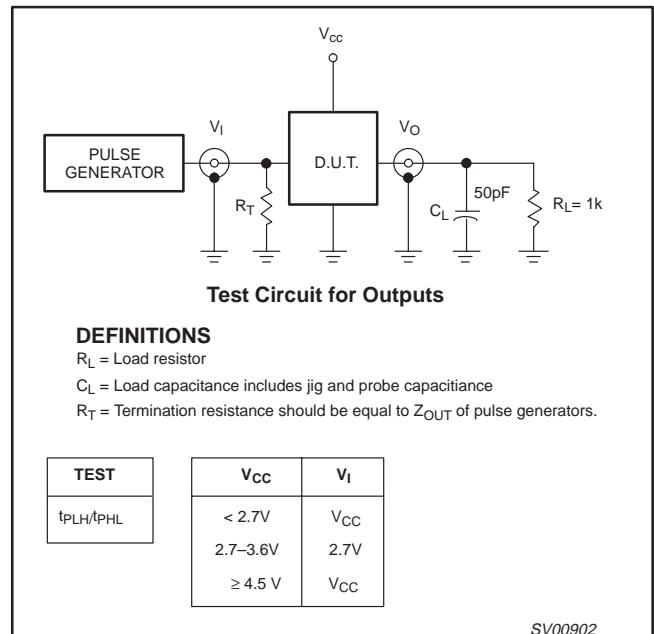 Vcc
VI
VO
PULSE
GENERATOR
D.U.T.
RT
50pF
CL
RL= 1k
Test Circuit for Outputs
DEFINITIONS
RL = Load resistor
CL = Load capacitance includes jig and probe capacitiance
RT = Termination resistance should be equal to ZOUT of pulse generators.
TEST
tPLH/tPHL
VCC VI
< 2.7V VCC
2.7–3.6V 2.7V
≥ 4.5 V VCC
SV00902